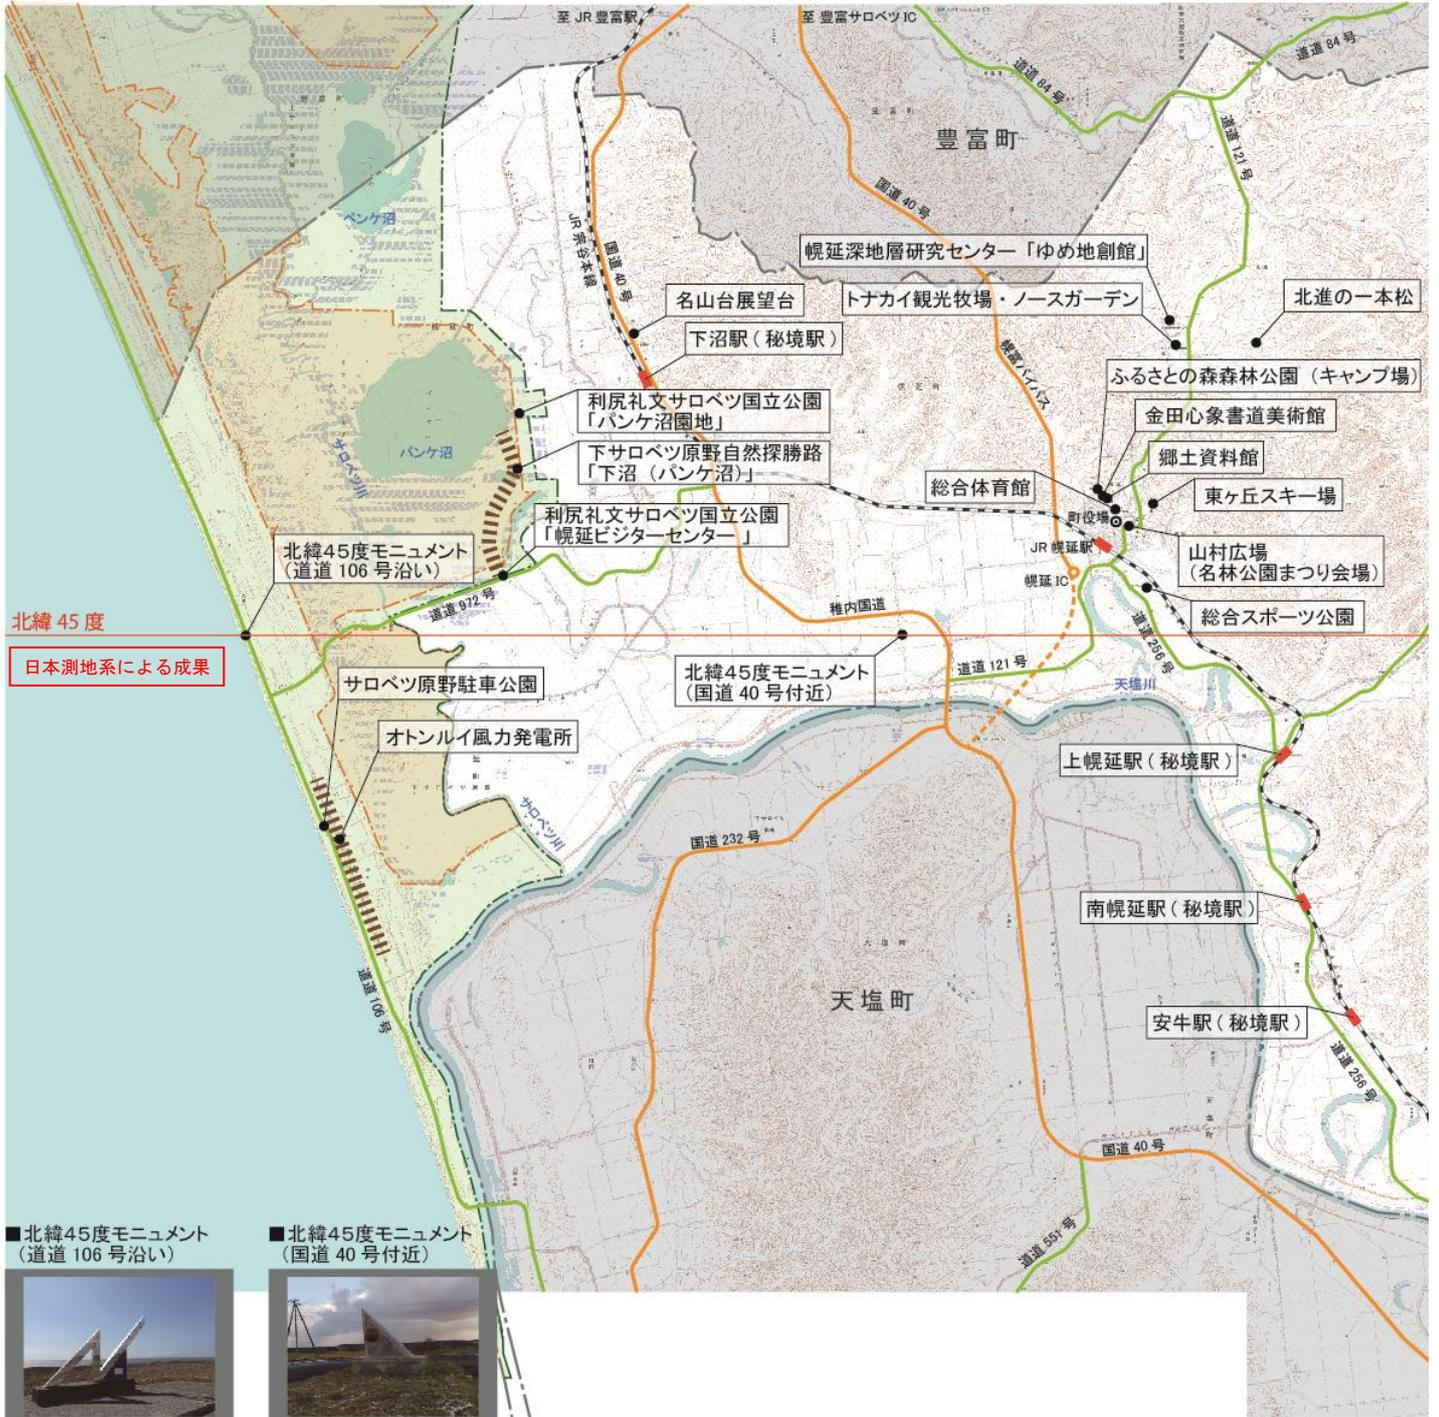 至 JR 豊富駅
至 豊富サロベツ IC
道道 84 号
道道 84 号
道道 121 号
豊富町
国道 40 号
ペンケ沼
JR 宗谷本線
国道 40 号
幌延深地層研究センター「ゆめ地創館」
トナカイ観光牧場・ノースガーデン
北進の一本松
名山台展望台
下沼駅（秘境駅）
幌富バイパス
ふるさとの森森林公園（キャンプ場）
利尻礼文サロベツ国立公園
「パンケ沼園地」
金田心象書道美術館
下サロベツ原野自然探勝路
「下沼（パンケ沼）」
パンケ沼
サロベツ川
郷土資料館
総合体育館
東ヶ丘スキー場
利尻礼文サロベツ国立公園
「幌延ビジターセンター」
町役場
JR 幌延駅
山村広場
（名林公園まつり会場）
北緯45度モニュメント
（道道 106 号沿い）
幌延 IC
道道 972 号
稚内国道
総合スポーツ公園
北緯 45 度
日本測地系による成果
道道 256 号
北緯45度モニュメント
（国道 40 号付近）
道道 121 号
天塩川
サロベツ原野駐車公園
オトンルイ風力発電所
上幌延駅（秘境駅）
サロベツ川
国道 232 号
南幌延駅（秘境駅）
道道 106 号
天塩町
安牛駅（秘境駅）
道道 256 号
国道 40 号
道道 551 号
■北緯45度モニュメント
（道道 106 号沿い）
■北緯45度モニュメント
（国道 40 号付近）